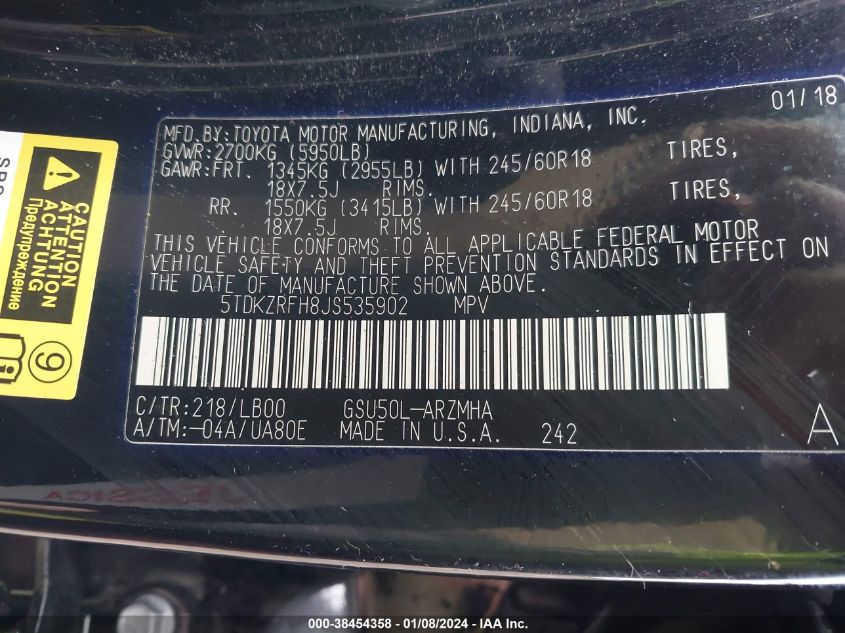 01/18
MFD. BY: TOYOTA MOTOR MANUFACTURING, INDIANA, INC.
GVWR: 2700KG (5950LB)
GAWR: FRT. 1345KG (2955LB) WITH 245/60R18 TIRES,
18X7.5J RIMS.
RR. 1550KG (3415LB) WITH 245/60R18 TIRES,
18X7.5J RIMS.
THIS VEHICLE CONFORMS TO ALL APPLICABLE FEDERAL MOTOR
VEHICLE SAFETY AND THEFT PREVENTION STANDARDS IN EFFECT ON
THE DATE OF MANUFACTURE SHOWN ABOVE.
5TDKZRFH8JS535902 MPV
C/TR: 218/LB00 GSU50L-ARZMHA
A/TM: -04A/UA80E MADE IN U.S.A. 242 A
CAUTION
ATTENTION
ACHTUNG
Предупреждение
9
JESSICA
000-38454358 - 01/08/2024 - IAA Inc.